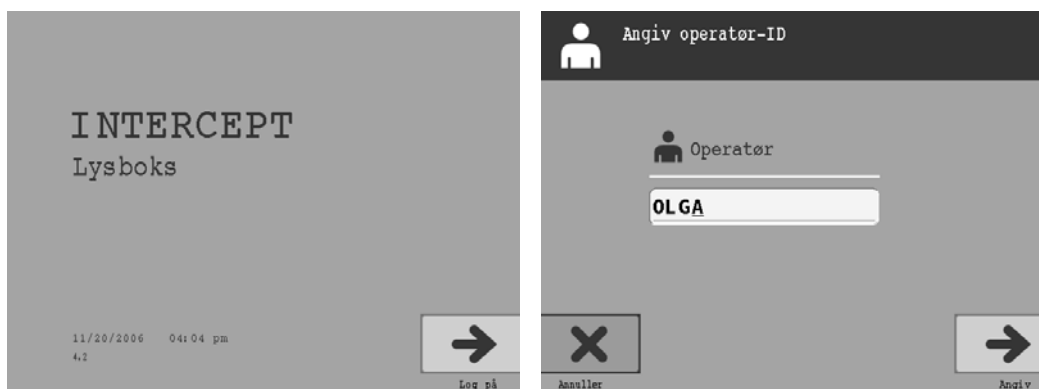 INTERCEPT
Lysboks
11/20/2006 04:04 pm
4.2
Log på
Angiv operatør-ID
Operatør
OLGA
Annuller
Angiv